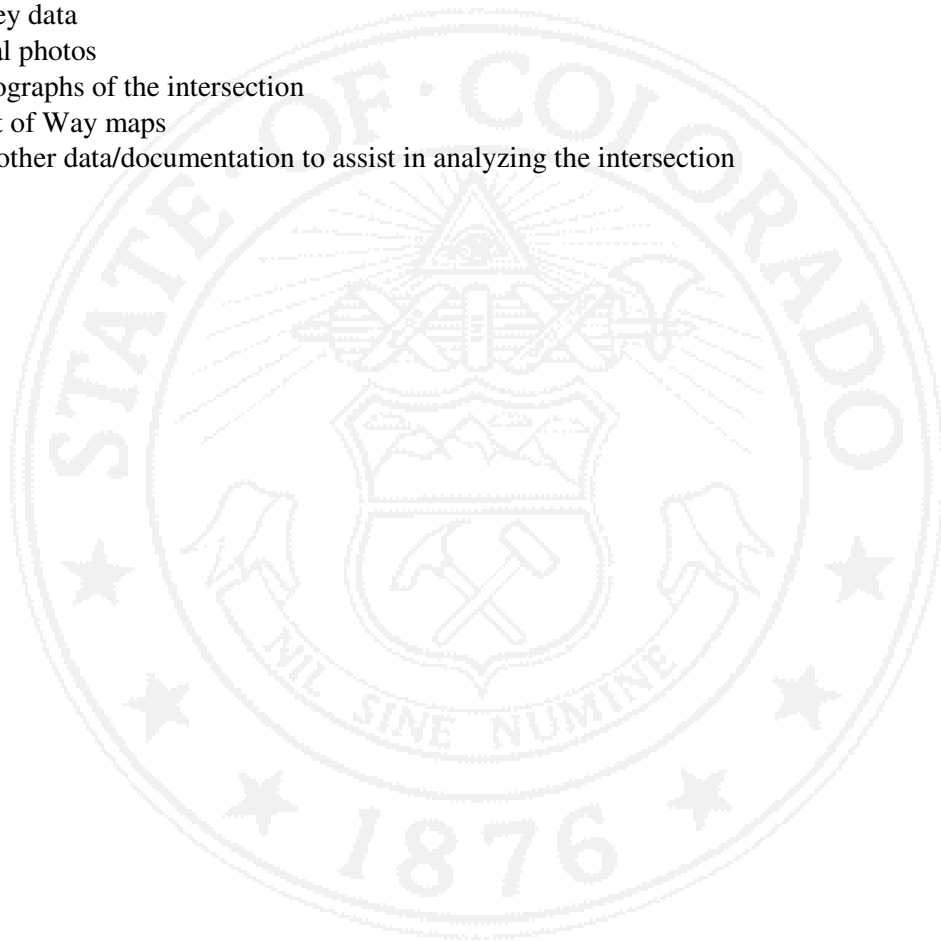 ey data
al photos
ographs of the intersection
t of Way maps
other data/documentation to assist in analyzing the intersection
STATE OF COLORADO
NIL SINE NUMINE
1876